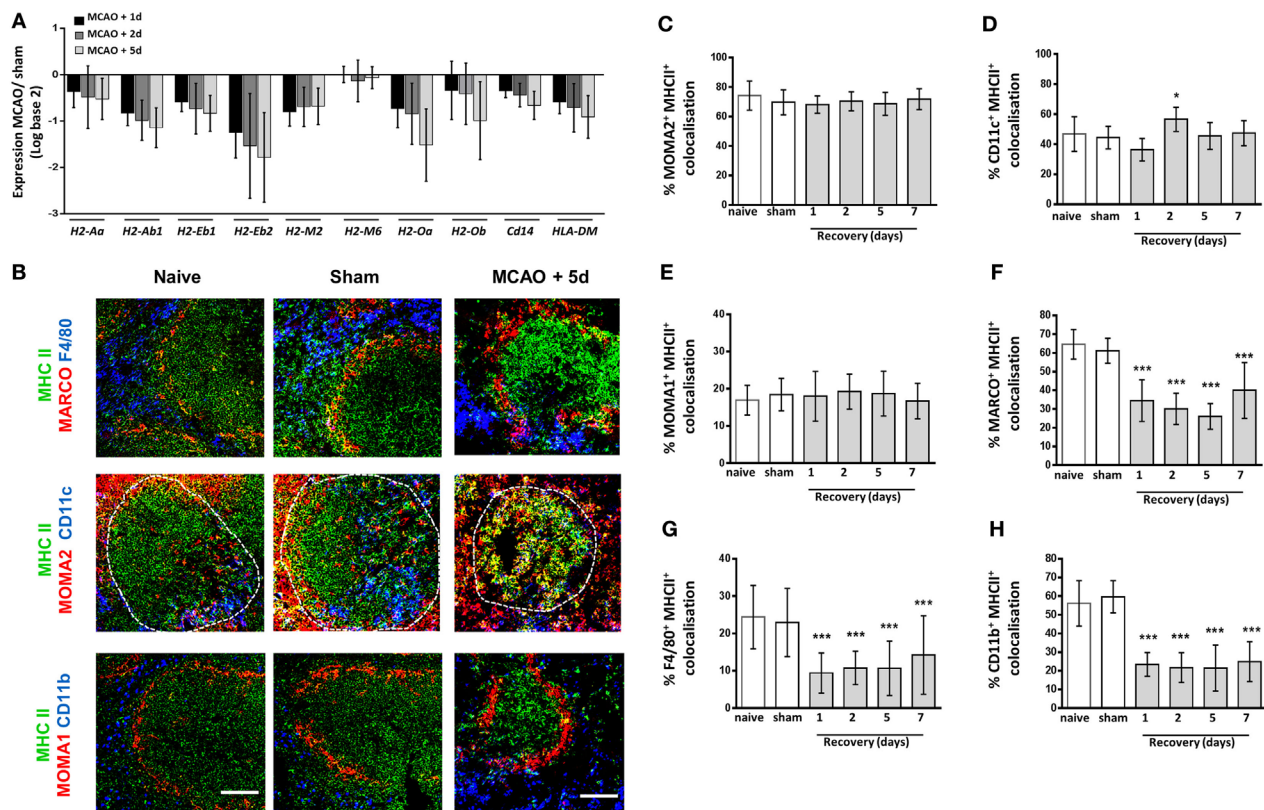 A
MCAO + 1d
MCAO + 2d
MCAO + 5d
Expression MCAO/ sham
(Log base 2)
1
0
-1
-2
-3
H2-Aa H2-Ab1 H2-Eb1 H2-Eb2 H2-M2 H2-M6 H2-Oa H2-Ob Cd14 HLA-DM
B
Naive Sham MCAO + 5d
MHC II
MARCO F4/80
MHC II
MOMA2 CD11c
MHC II
MOMA1 CD11b
C
% MOMA2+ MHCII+
colocalisation
100
80
60
40
20
0
naive sham 1 2 5 7
Recovery (days)
D
% CD11c+ MHCII+
colocalisation
100
80
60
40
20
0
*
naive sham 1 2 5 7
Recovery (days)
E
% MOMA1+ MHCII+
colocalisation
40
30
20
10
0
naive sham 1 2 5 7
Recovery (days)
F
% MARCO+ MHCII+
colocalisation
80
70
60
50
40
30
20
10
0
*** *** *** ***
naive sham 1 2 5 7
Recovery (days)
G
% F4/80+ MHCII+
colocalisation
40
30
20
10
0
*** *** *** ***
naive sham 1 2 5 7
Recovery (days)
H
% CD11b+ MHCII+
colocalisation
80
70
60
50
40
30
20
10
0
*** *** *** ***
naive sham 1 2 5 7
Recovery (days)